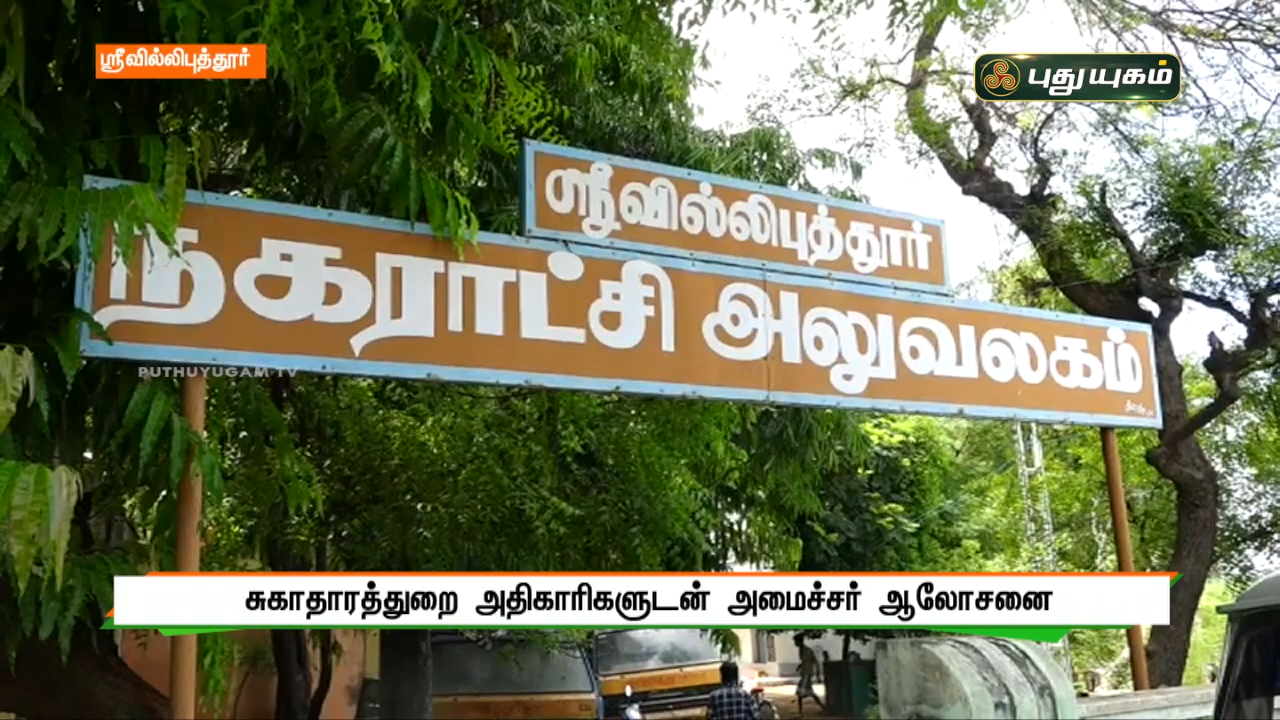 ஸ்ரீவில்லிபுத்தூர்
புதுயுகம்
ஸ்ரீவில்லிபுத்தூர்
நகராட்சி அலுவலகம்
PUTHUYUGAM TV
சுகாதாரத்துறை அதிகாரிகளுடன் அமைச்சர் ஆலோசனை